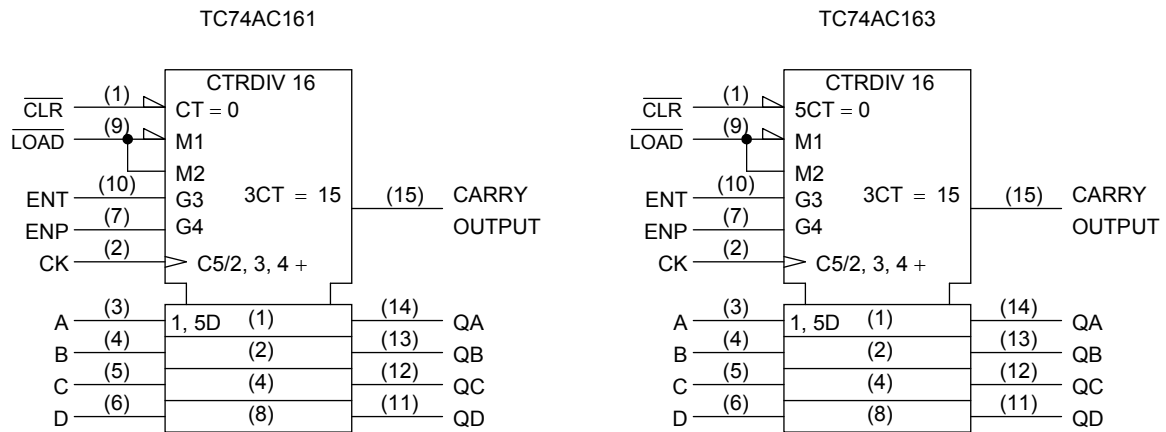 TC74AC161
CTRDIV 16
CLR (1) CT = 0
LOAD (9) M1
M2
ENT (10) G3 3CT = 15 (15) CARRY OUTPUT
ENP (7) G4
CK (2) C5/2, 3, 4 +
A (3) 1, 5D (1) (14) QA
B (4) (2) (13) QB
C (5) (4) (12) QC
D (6) (8) (11) QD
TC74AC163
CTRDIV 16
CLR (1) 5CT = 0
LOAD (9) M1
M2
ENT (10) G3 3CT = 15 (15) CARRY OUTPUT
ENP (7) G4
CK (2) C5/2, 3, 4 +
A (3) 1, 5D (1) (14) QA
B (4) (2) (13) QB
C (5) (4) (12) QC
D (6) (8) (11) QD